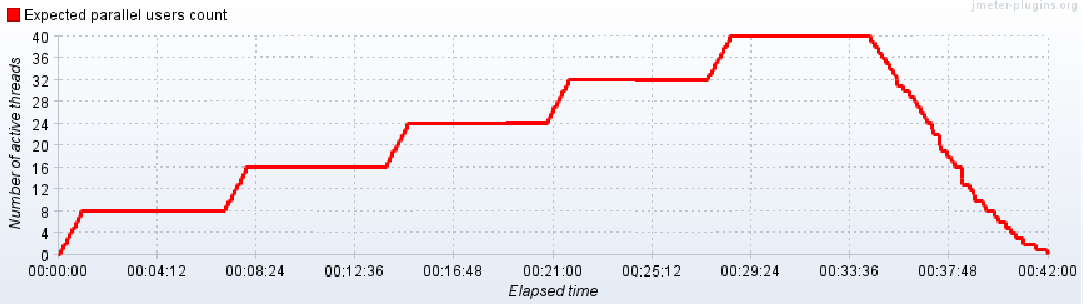 jmeter-plugins.org
Expected parallel users count
Number of active threads
40
36
32
28
24
20
16
12
8
4
0
00:00:00 00:04:12 00:08:24 00:12:36 00:16:48 00:21:00 00:25:12 00:29:24 00:33:36 00:37:48 00:42:00
Elapsed time